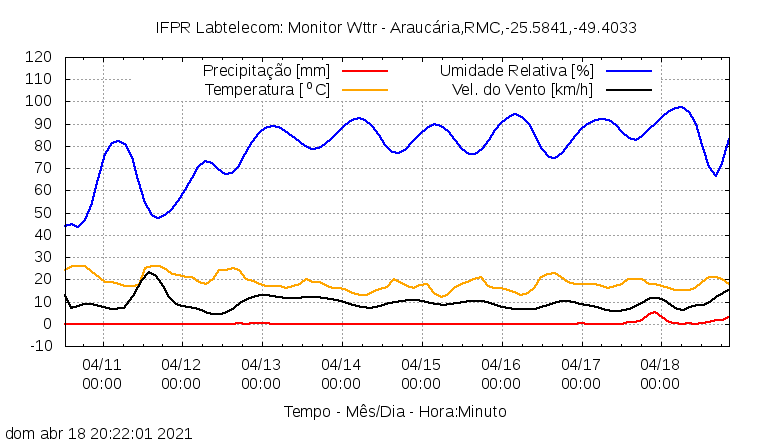 IFPR Labtelecom: Monitor Wttr - Araucária,RMC,-25.5841,-49.4033
120
110
100
90
80
70
60
50
40
30
20
10
0
-10
Precipitação [mm]
Temperatura [ ⁰C]
Umidade Relativa [%]
Vel. do Vento [km/h]
04/11 04/12 04/13 04/14 04/15 04/16 04/17 04/18
00:00 00:00 00:00 00:00 00:00 00:00 00:00 00:00
Tempo - Mês/Dia - Hora:Minuto
dom abr 18 20:22:01 2021